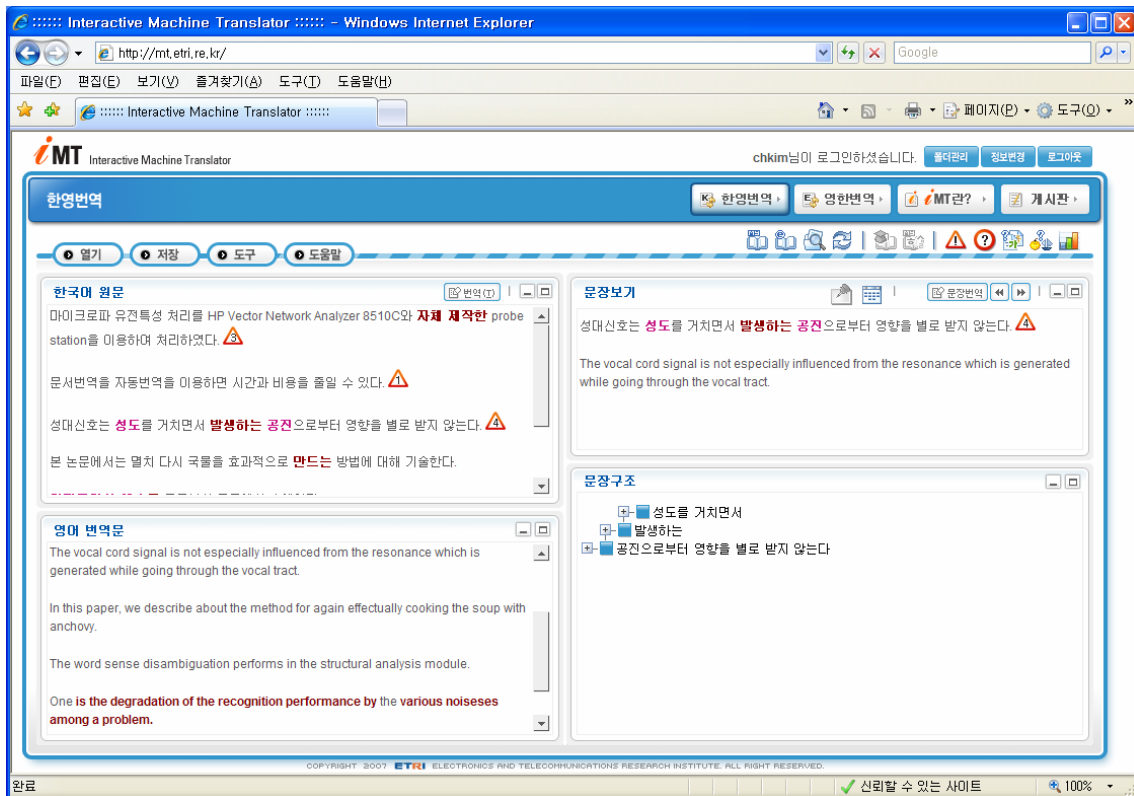 :::::: Interactive Machine Translator :::::: - Windows Internet Explorer
http://mt.etri.re.kr/
Google
파일(F) 편집(E) 보기(V) 즐겨찾기(A) 도구(T) 도움말(H)
:::::: Interactive Machine Translator ::::::
페이지(P) 도구(O)
iMT Interactive Machine Translator
chkim님이 로그인하셨습니다. 폴더관리 정보변경 로그아웃
한영번역
한영번역 영한번역 iMT란? 게시판
열기 저장 도구 도움말
한국어 원문
번역(T)
마이크로파 유전특성 처리를 HP Vector Network Analyzer 8510C와 자체 제작한 probe
station을 이용하여 처리하였다. 3
문서번역을 자동번역을 이용하면 시간과 비용을 줄일 수 있다. 1
성대신호는 성도를 거치면서 발생하는 공진으로부터 영향을 별로 받지 않는다. 4
본 논문에서는 멸치 다시 국물을 효과적으로 만드는 방법에 대해 기술한다.
영어 번역문
The vocal cord signal is not especially influenced from the resonance which is
generated while going through the vocal tract.
In this paper, we describe about the method for again effectually cooking the soup with
anchovy.
The word sense disambiguation performs in the structural analysis module.
One is the degradation of the recognition performance by the various noiseses
among a problem.
문장보기
문장번역
성대신호는 성도를 거치면서 발생하는 공진으로부터 영향을 별로 받지 않는다. 4
The vocal cord signal is not especially influenced from the resonance which is generated
while going through the vocal tract.
문장구조
성도를 거치면서
발생하는
공진으로부터 영향을 별로 받지 않는다
COPYRIGHT 2007 ETRI ELECTRONICS AND TELECOMMUNICATIONS RESEARCH INSTITUTE. ALL RIGHT RESERVED.
완료
신뢰할 수 있는 사이트
100%